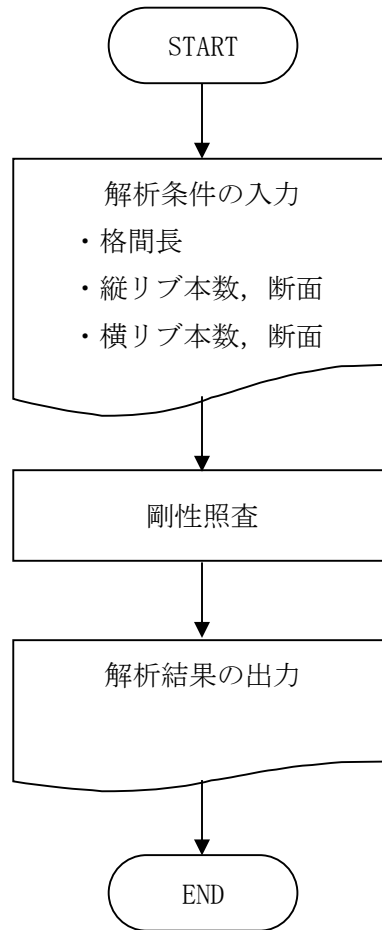 START
解析条件の入力
・格間長
・縦リブ本数，断面
・横リブ本数，断面
剛性照査
解析結果の出力
END